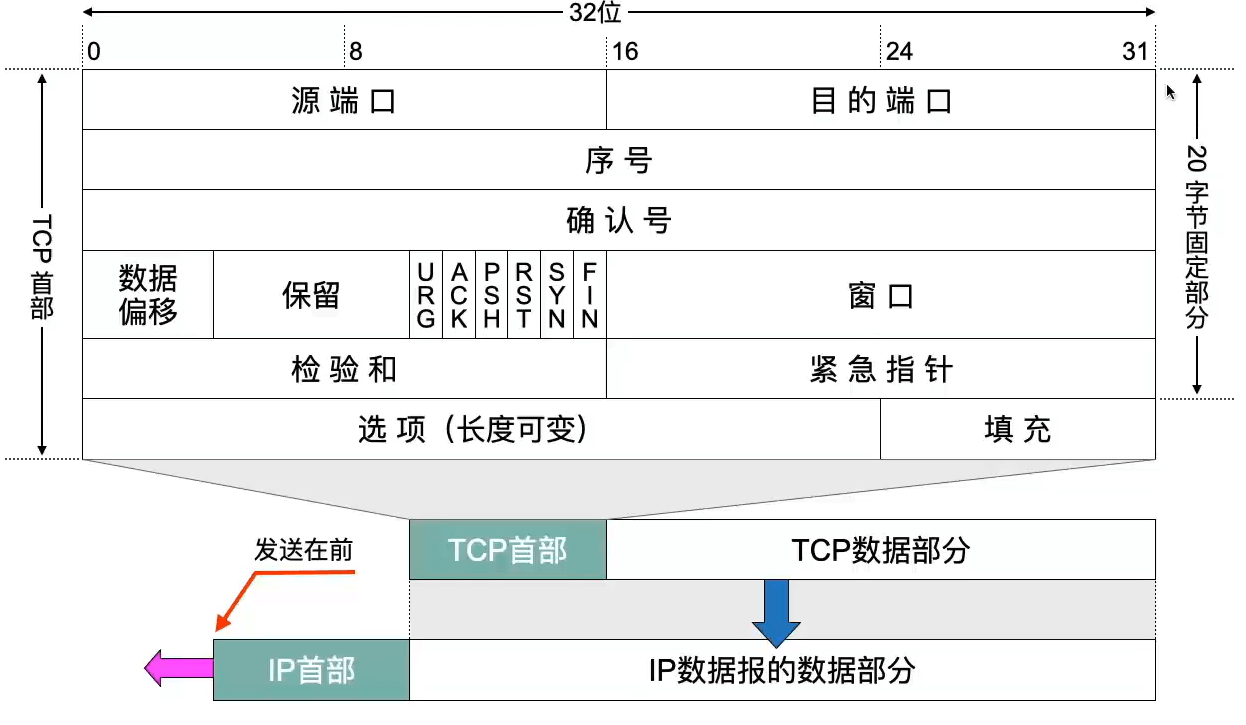 32位
0 8 16 24 31
源端口 目的端口
序号
确认号
数据
偏移
保留
URG
ACK
PSH
RST
SYN
FIN
窗口
检验和 紧急指针
选项（长度可变） 填充
TCP 首部
20 字节固定部分
TCP首部 TCP数据部分
发送在前
IP首部 IP数据报的数据部分